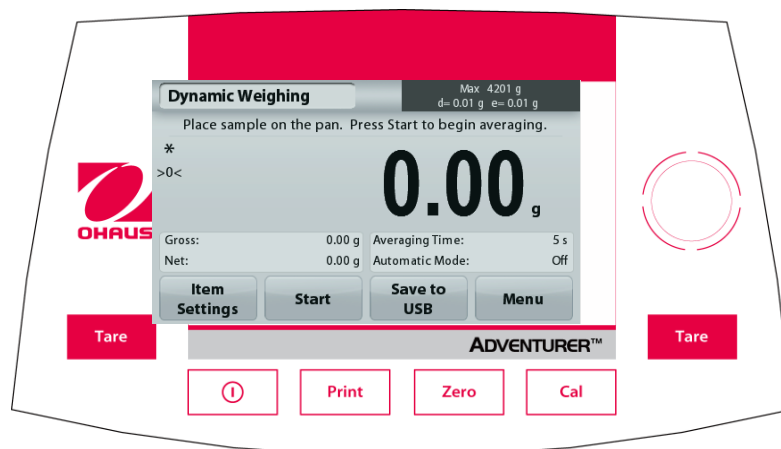 Dynamic Weighing
Max 4201 g
d= 0.01 g e= 0.01 g
Place sample on the pan. Press Start to begin averaging.
*
>0<
0.00 g
OHAUS
Gross: 0.00 g Averaging Time: 5 s
Net: 0.00 g Automatic Mode: Off
Item Settings
Start
Save to USB
Menu
Tare
ADVENTURER™
Tare
Print
Zero
Cal